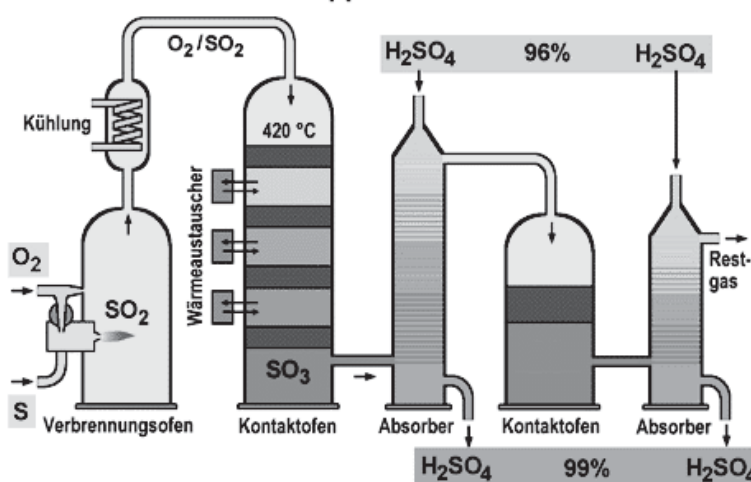 O₂/SO₂
H₂SO₄ 96% H₂SO₄
Kühlung
420 °C
Wärmeaustauscher
O₂
SO₂
Rest-
gas
SO₃
S
Verbrennungsofen Kontaktofen Absorber Kontaktofen Absorber
H₂SO₄ 99% H₂SO₄